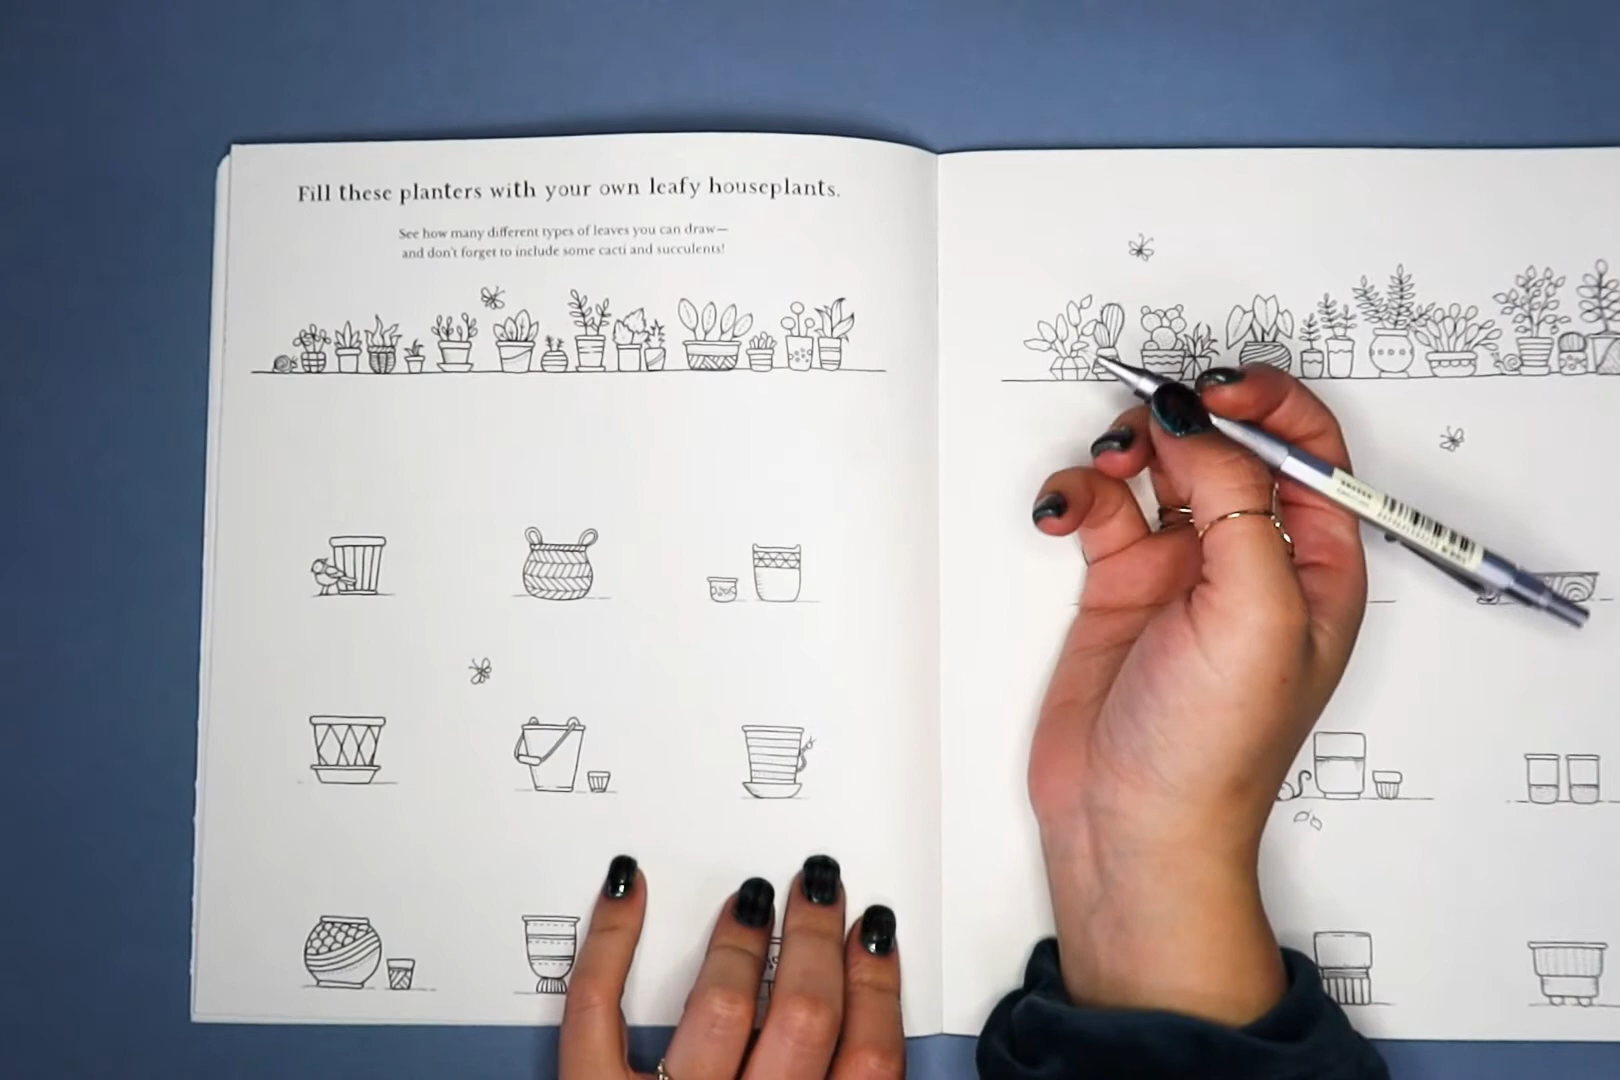 Fill these planters with your own leafy houseplants.
See how many different types of leaves you can draw—
and don't forget to include some cacti and succulents!